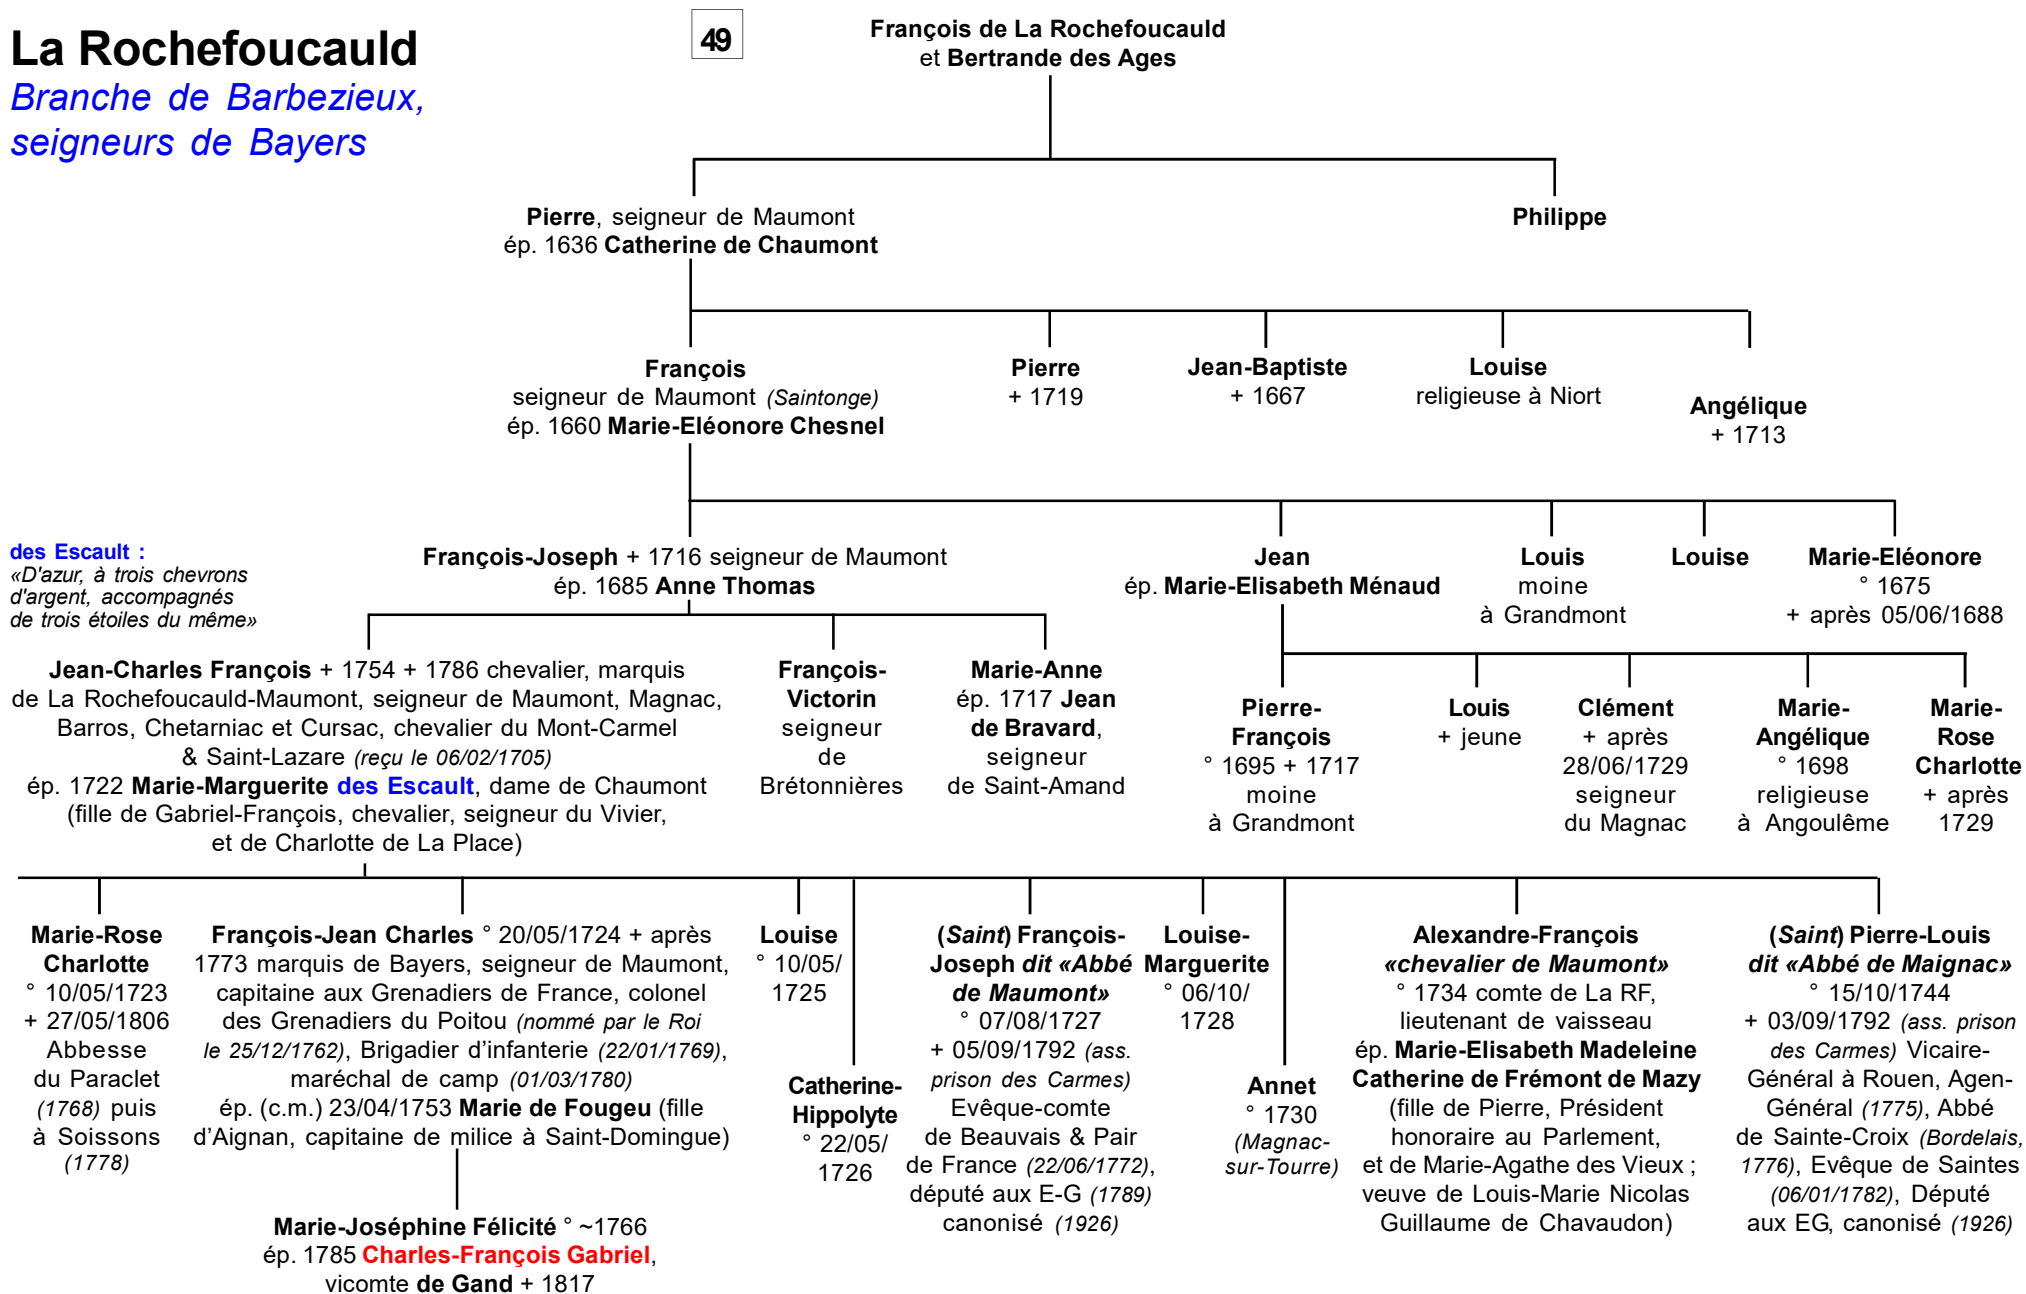 La Rochefoucauld
Branche de Barbezieux,
seigneurs de Bayers
49
François de La Rochefoucauld
et Bertrande des Ages
Pierre, seigneur de Maumont
ép. 1636 Catherine de Chaumont
Philippe
François
seigneur de Maumont (Saintonge)
ép. 1660 Marie-Eléonore Chesnel
Pierre
+ 1719
Jean-Baptiste
+ 1667
Louise
religieuse à Niort
Angélique
+ 1713
des Escault :
«D'azur, à trois chevrons
d'argent, accompagnés
de trois étoiles du même»
François-Joseph + 1716 seigneur de Maumont
ép. 1685 Anne Thomas
Jean
ép. Marie-Elisabeth Ménaud
Louis
moine
à Grandmont
Louise
Marie-Eléonore
° 1675
+ après 05/06/1688
Jean-Charles François + 1754 + 1786 chevalier, marquis
de La Rochefoucauld-Maumont, seigneur de Maumont, Magnac,
Barros, Chetarniac et Cursac, chevalier du Mont-Carmel
& Saint-Lazare (reçu le 06/02/1705)
ép. 1722 Marie-Marguerite des Escault, dame de Chaumont
(fille de Gabriel-François, chevalier, seigneur du Vivier,
et de Charlotte de La Place)
François-
Victorin
seigneur
de
Brétonnières
Marie-Anne
ép. 1717 Jean
de Bravard,
seigneur
de Saint-Amand
Pierre-
François
° 1695 + 1717
moine
à Grandmont
Louis
+ jeune
Clément
+ après
28/06/1729
seigneur
du Magnac
Marie-
Angélique
° 1698
religieuse
à Angoulême
Marie-
Rose
Charlotte
+ après
1729
Marie-Rose
Charlotte
° 10/05/1723
+ 27/05/1806
Abbesse
du Paraclet
(1768) puis
à Soissons
(1778)
François-Jean Charles ° 20/05/1724 + après
1773 marquis de Bayers, seigneur de Maumont,
capitaine aux Grenadiers de France, colonel
des Grenadiers du Poitou (nommé par le Roi
le 25/12/1762), Brigadier d'infanterie (22/01/1769),
maréchal de camp (01/03/1780)
ép. (c.m.) 23/04/1753 Marie de Fougeu (fille
d'Aignan, capitaine de milice à Saint-Domingue)
Louise
° 10/05/
1725
Catherine-
Hippolyte
° 22/05/
1726
(Saint) François-
Joseph dit «Abbé
de Maumont»
° 07/08/1727
+ 05/09/1792 (ass.
prison des Carmes)
Evêque-comte
de Beauvais & Pair
de France (22/06/1772),
député aux E-G (1789)
canonisé (1926)
Louise-
Marguerite
° 06/10/
1728
Annet
° 1730
(Magnac-
sur-Tourre)
Alexandre-François
«chevalier de Maumont»
° 1734 comte de La RF,
lieutenant de vaisseau
ép. Marie-Elisabeth Madeleine
Catherine de Frémont de Mazy
(fille de Pierre, Président
honoraire au Parlement,
et de Marie-Agathe des Vieux ;
veuve de Louis-Marie Nicolas
Guillaume de Chavaudon)
(Saint) Pierre-Louis
dit «Abbé de Maignac»
° 15/10/1744
+ 03/09/1792 (ass. prison
des Carmes) Vicaire-
Général à Rouen, Agen-
Général (1775), Abbé
de Sainte-Croix (Bordelais,
1776), Evêque de Saintes
(06/01/1782), Député
aux EG, canonisé (1926)
Marie-Joséphine Félicité ° ~1766
ép. 1785 Charles-François Gabriel,
vicomte de Gand + 1817